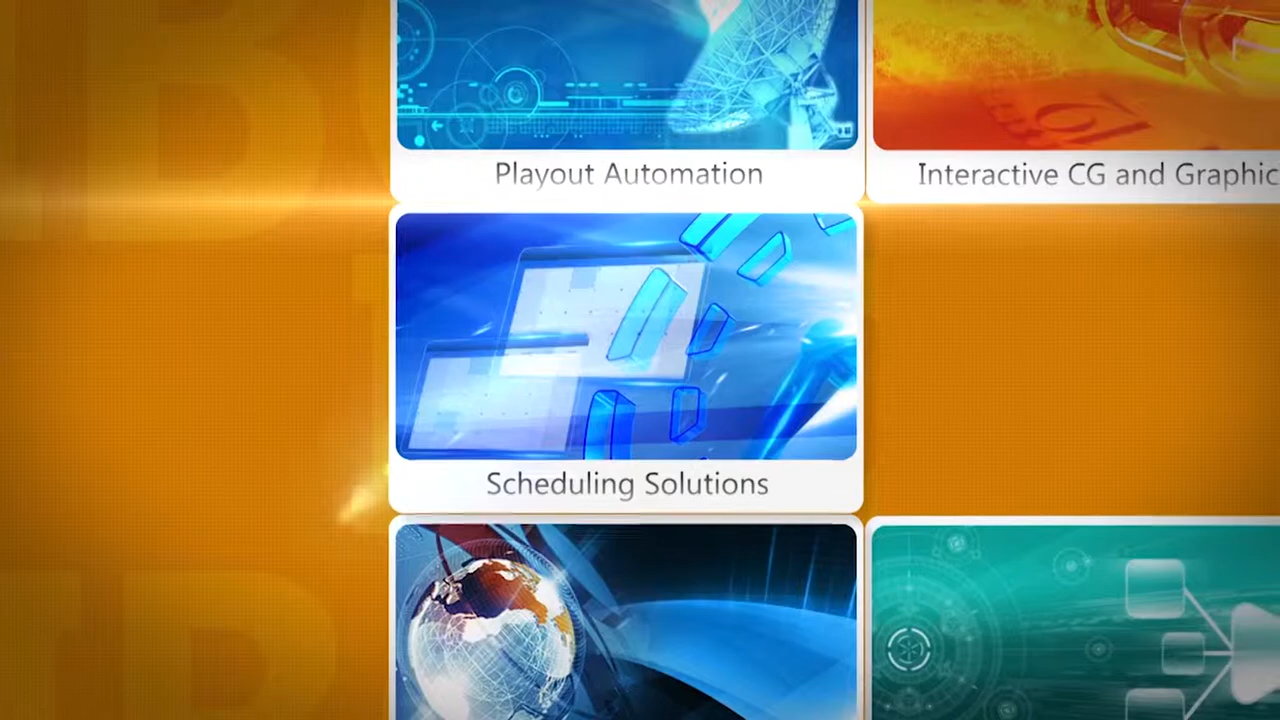 Playout Automation
Interactive CG and Graphic
Scheduling Solutions